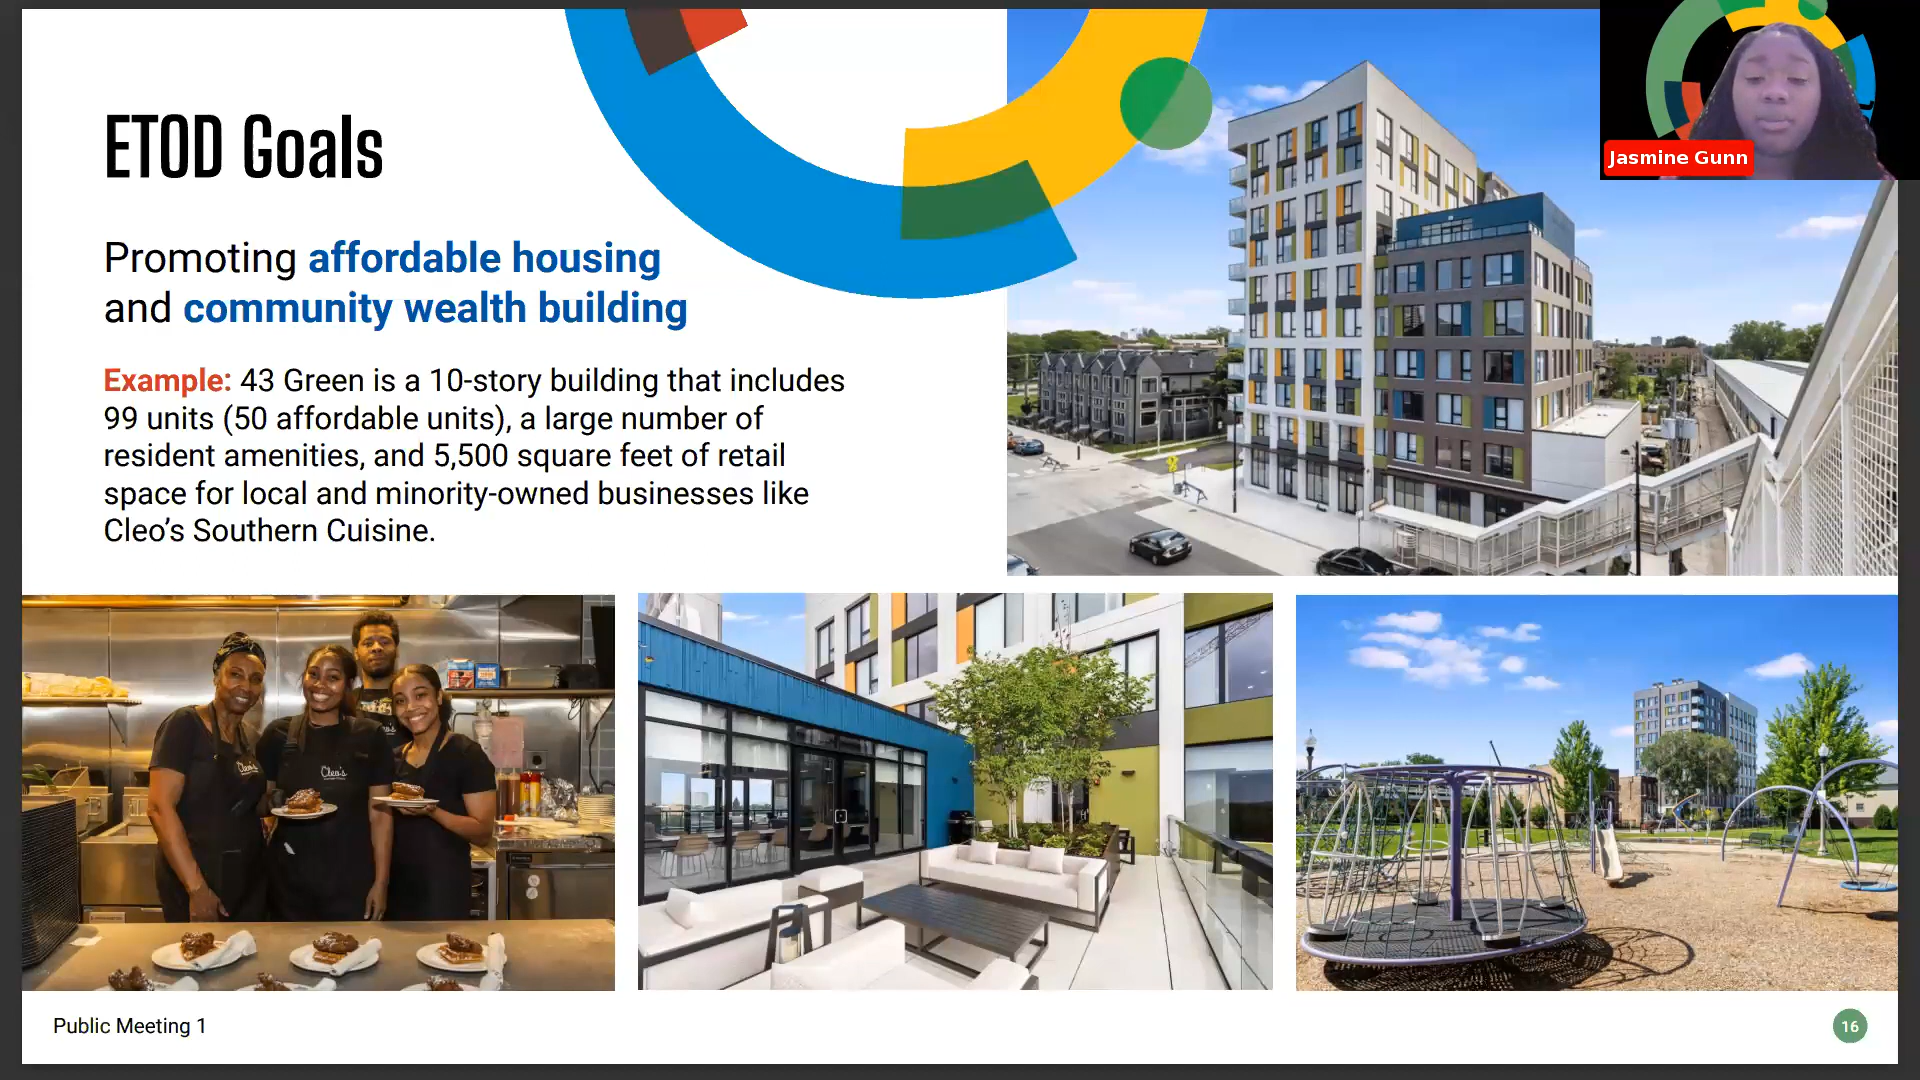 Jasmine Gunn
ETOD Goals
Promoting affordable housing
and community wealth building
Example: 43 Green is a 10-story building that includes
99 units (50 affordable units), a large number of
resident amenities, and 5,500 square feet of retail
space for local and minority-owned businesses like
Cleo’s Southern Cuisine.
Cleo's
Public Meeting 1
16